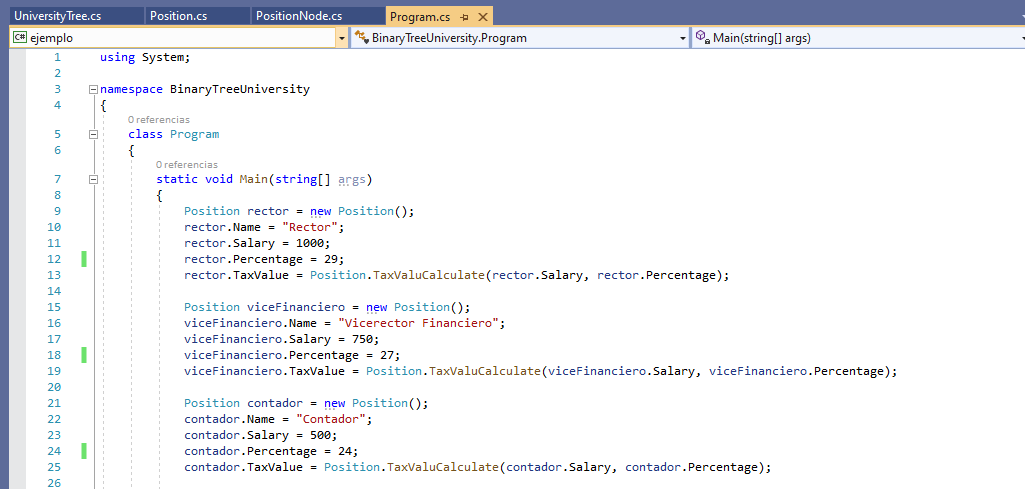 UniversityTree.cs Position.cs PositionNode.cs Program.cs
C# ejemplo BinaryTreeUniversity.Program Main(string[] args)
1 using System;
2
3 namespace BinaryTreeUniversity
4 {
0 referencias
5 class Program
6 {
0 referencias
7 static void Main(string[] args)
8 {
9 Position rector = new Position();
10 rector.Name = "Rector";
11 rector.Salary = 1000;
12 rector.Percentage = 29;
13 rector.TaxValue = Position.TaxValuCalculate(rector.Salary, rector.Percentage);
14
15 Position viceFinanciero = new Position();
16 viceFinanciero.Name = "Vicerector Financiero";
17 viceFinanciero.Salary = 750;
18 viceFinanciero.Percentage = 27;
19 viceFinanciero.TaxValue = Position.TaxValuCalculate(viceFinanciero.Salary, viceFinanciero.Percentage);
20
21 Position contador = new Position();
22 contador.Name = "Contador";
23 contador.Salary = 500;
24 contador.Percentage = 24;
25 contador.TaxValue = Position.TaxValuCalculate(contador.Salary, contador.Percentage);
26